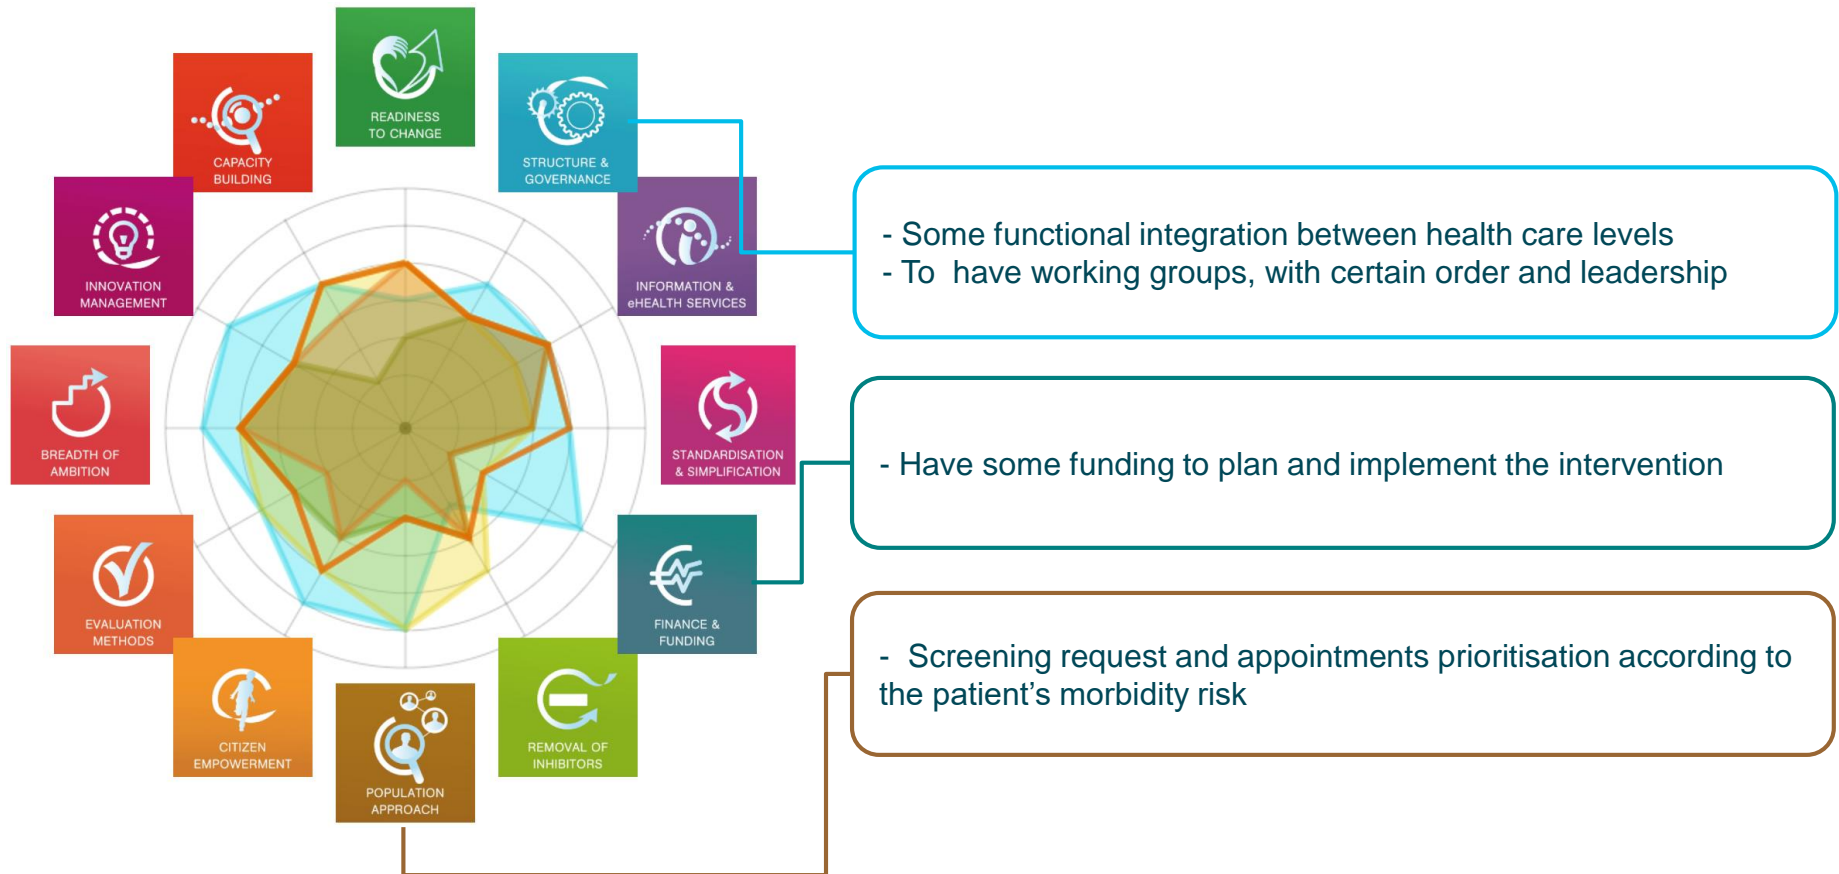 READINESS
TO CHANGE
STRUCTURE &
GOVERNANCE
INFORMATION &
eHEALTH SERVICES
STANDARDISATION
& SIMPLIFICATION
FINANCE &
FUNDING
REMOVAL OF
INHIBITORS
POPULATION
APPROACH
CITIZEN
EMPOWERMENT
EVALUATION
METHODS
BREADTH OF
AMBITION
INNOVATION
MANAGEMENT
CAPACITY
BUILDING
- Some functional integration between health care levels
- To have working groups, with certain order and leadership
- Have some funding to plan and implement the intervention
- Screening request and appointments prioritisation according to
the patient’s morbidity risk